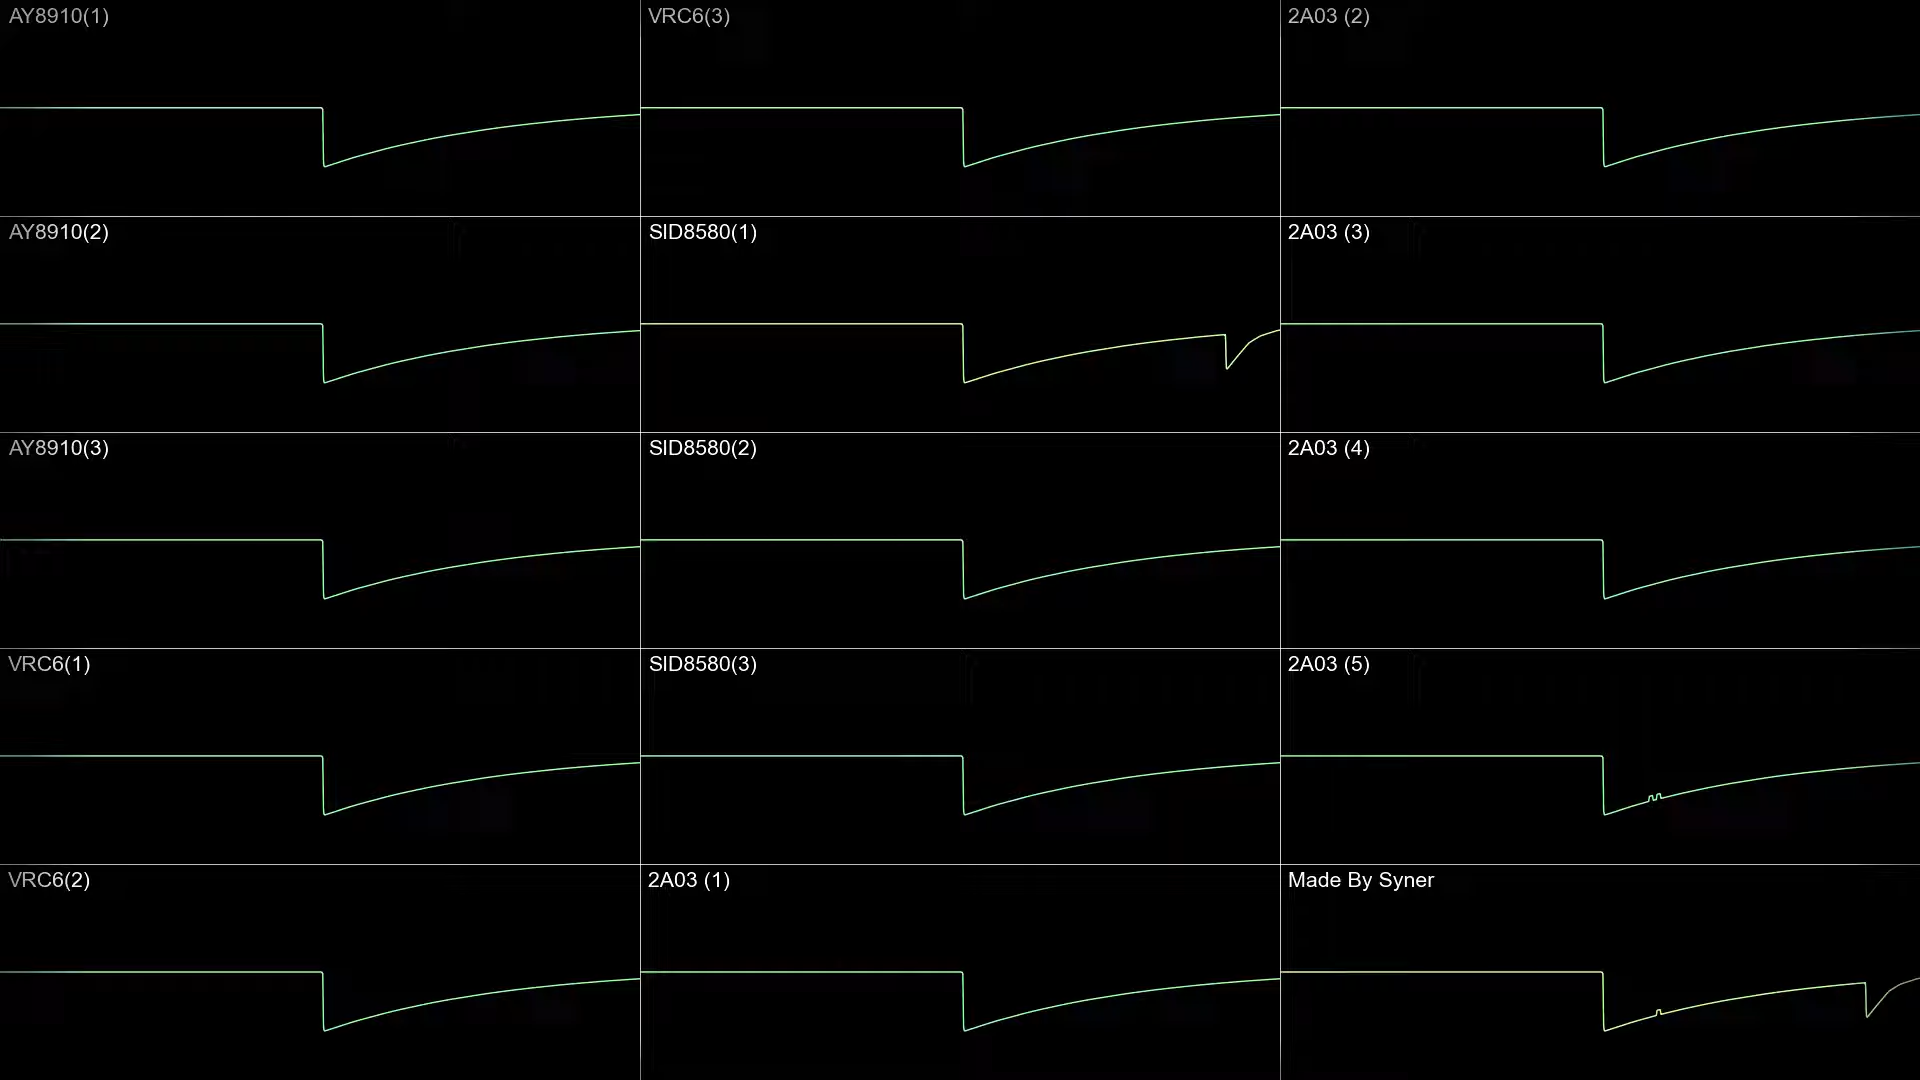 AY8910(1)
VRC6(3)
2A03 (2)
AY8910(2)
SID8580(1)
2A03 (3)
AY8910(3)
SID8580(2)
2A03 (4)
VRC6(1)
SID8580(3)
2A03 (5)
VRC6(2)
2A03 (1)
Made By Syner